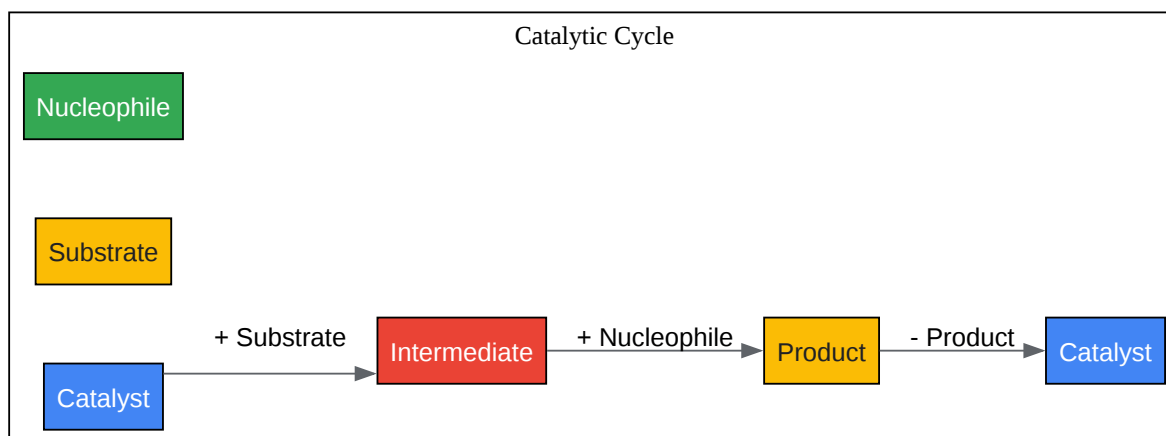 Catalytic Cycle
Nucleophile
Substrate
+ Substrate
Intermediate
+ Nucleophile
Product
- Product
Catalyst
Catalyst